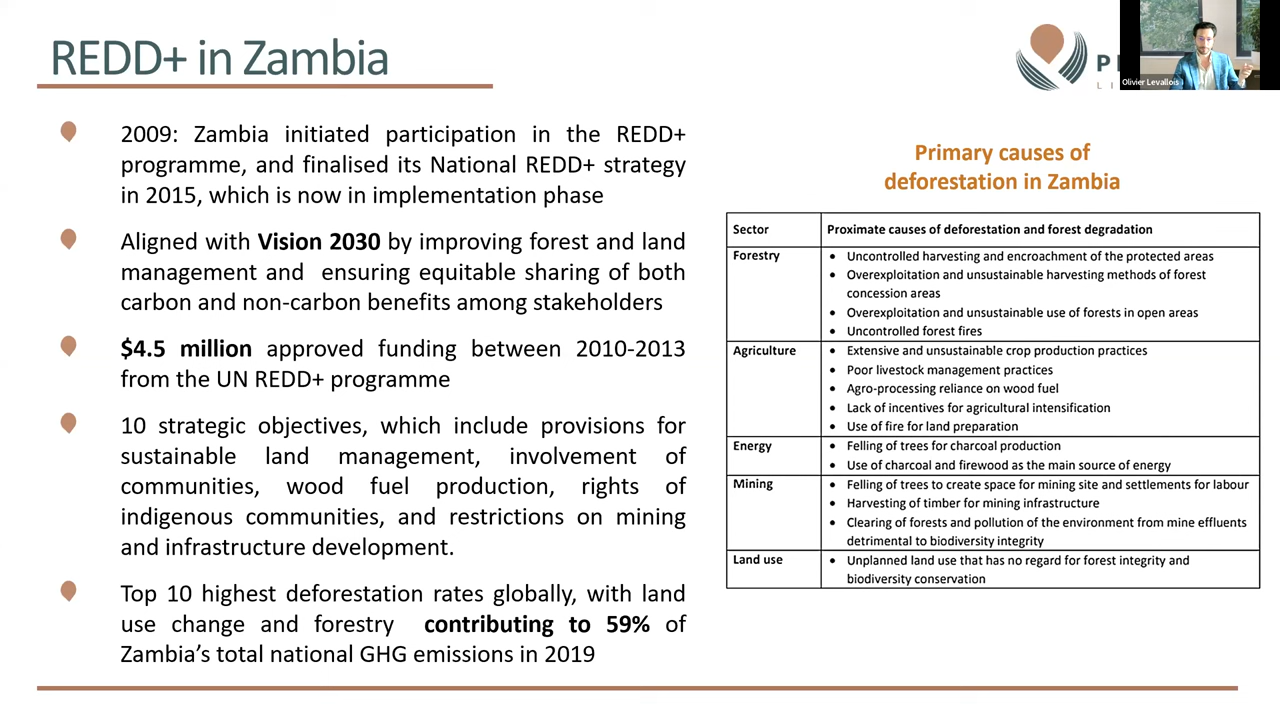 REDD+ in Zambia
2009: Zambia initiated participation in the REDD+
programme, and finalised its National REDD+ strategy
in 2015, which is now in implementation phase
Aligned with Vision 2030 by improving forest and land
management and ensuring equitable sharing of both
carbon and non-carbon benefits among stakeholders
$4.5 million approved funding between 2010-2013
from the UN REDD+ programme
10 strategic objectives, which include provisions for
sustainable land management, involvement of
communities, wood fuel production, rights of
indigenous communities, and restrictions on mining
and infrastructure development.
Top 10 highest deforestation rates globally, with land
use change and forestry contributing to 59% of
Zambia's total national GHG emissions in 2019
Olivier Levallois
Primary causes of
deforestation in Zambia
Sector Proximate causes of deforestation and forest degradation
Forestry • Uncontrolled harvesting and encroachment of the protected areas
• Overexploitation and unsustainable harvesting methods of forest
concession areas
• Overexploitation and unsustainable use of forests in open areas
• Uncontrolled forest fires
Agriculture • Extensive and unsustainable crop production practices
• Poor livestock management practices
• Agro-processing reliance on wood fuel
• Lack of incentives for agricultural intensification
• Use of fire for land preparation
Energy • Felling of trees for charcoal production
• Use of charcoal and firewood as the main source of energy
Mining • Felling of trees to create space for mining site and settlements for labour
• Harvesting of timber for mining infrastructure
• Clearing of forests and pollution of the environment from mine effluents
detrimental to biodiversity integrity
Land use • Unplanned land use that has no regard for forest integrity and
biodiversity conservation